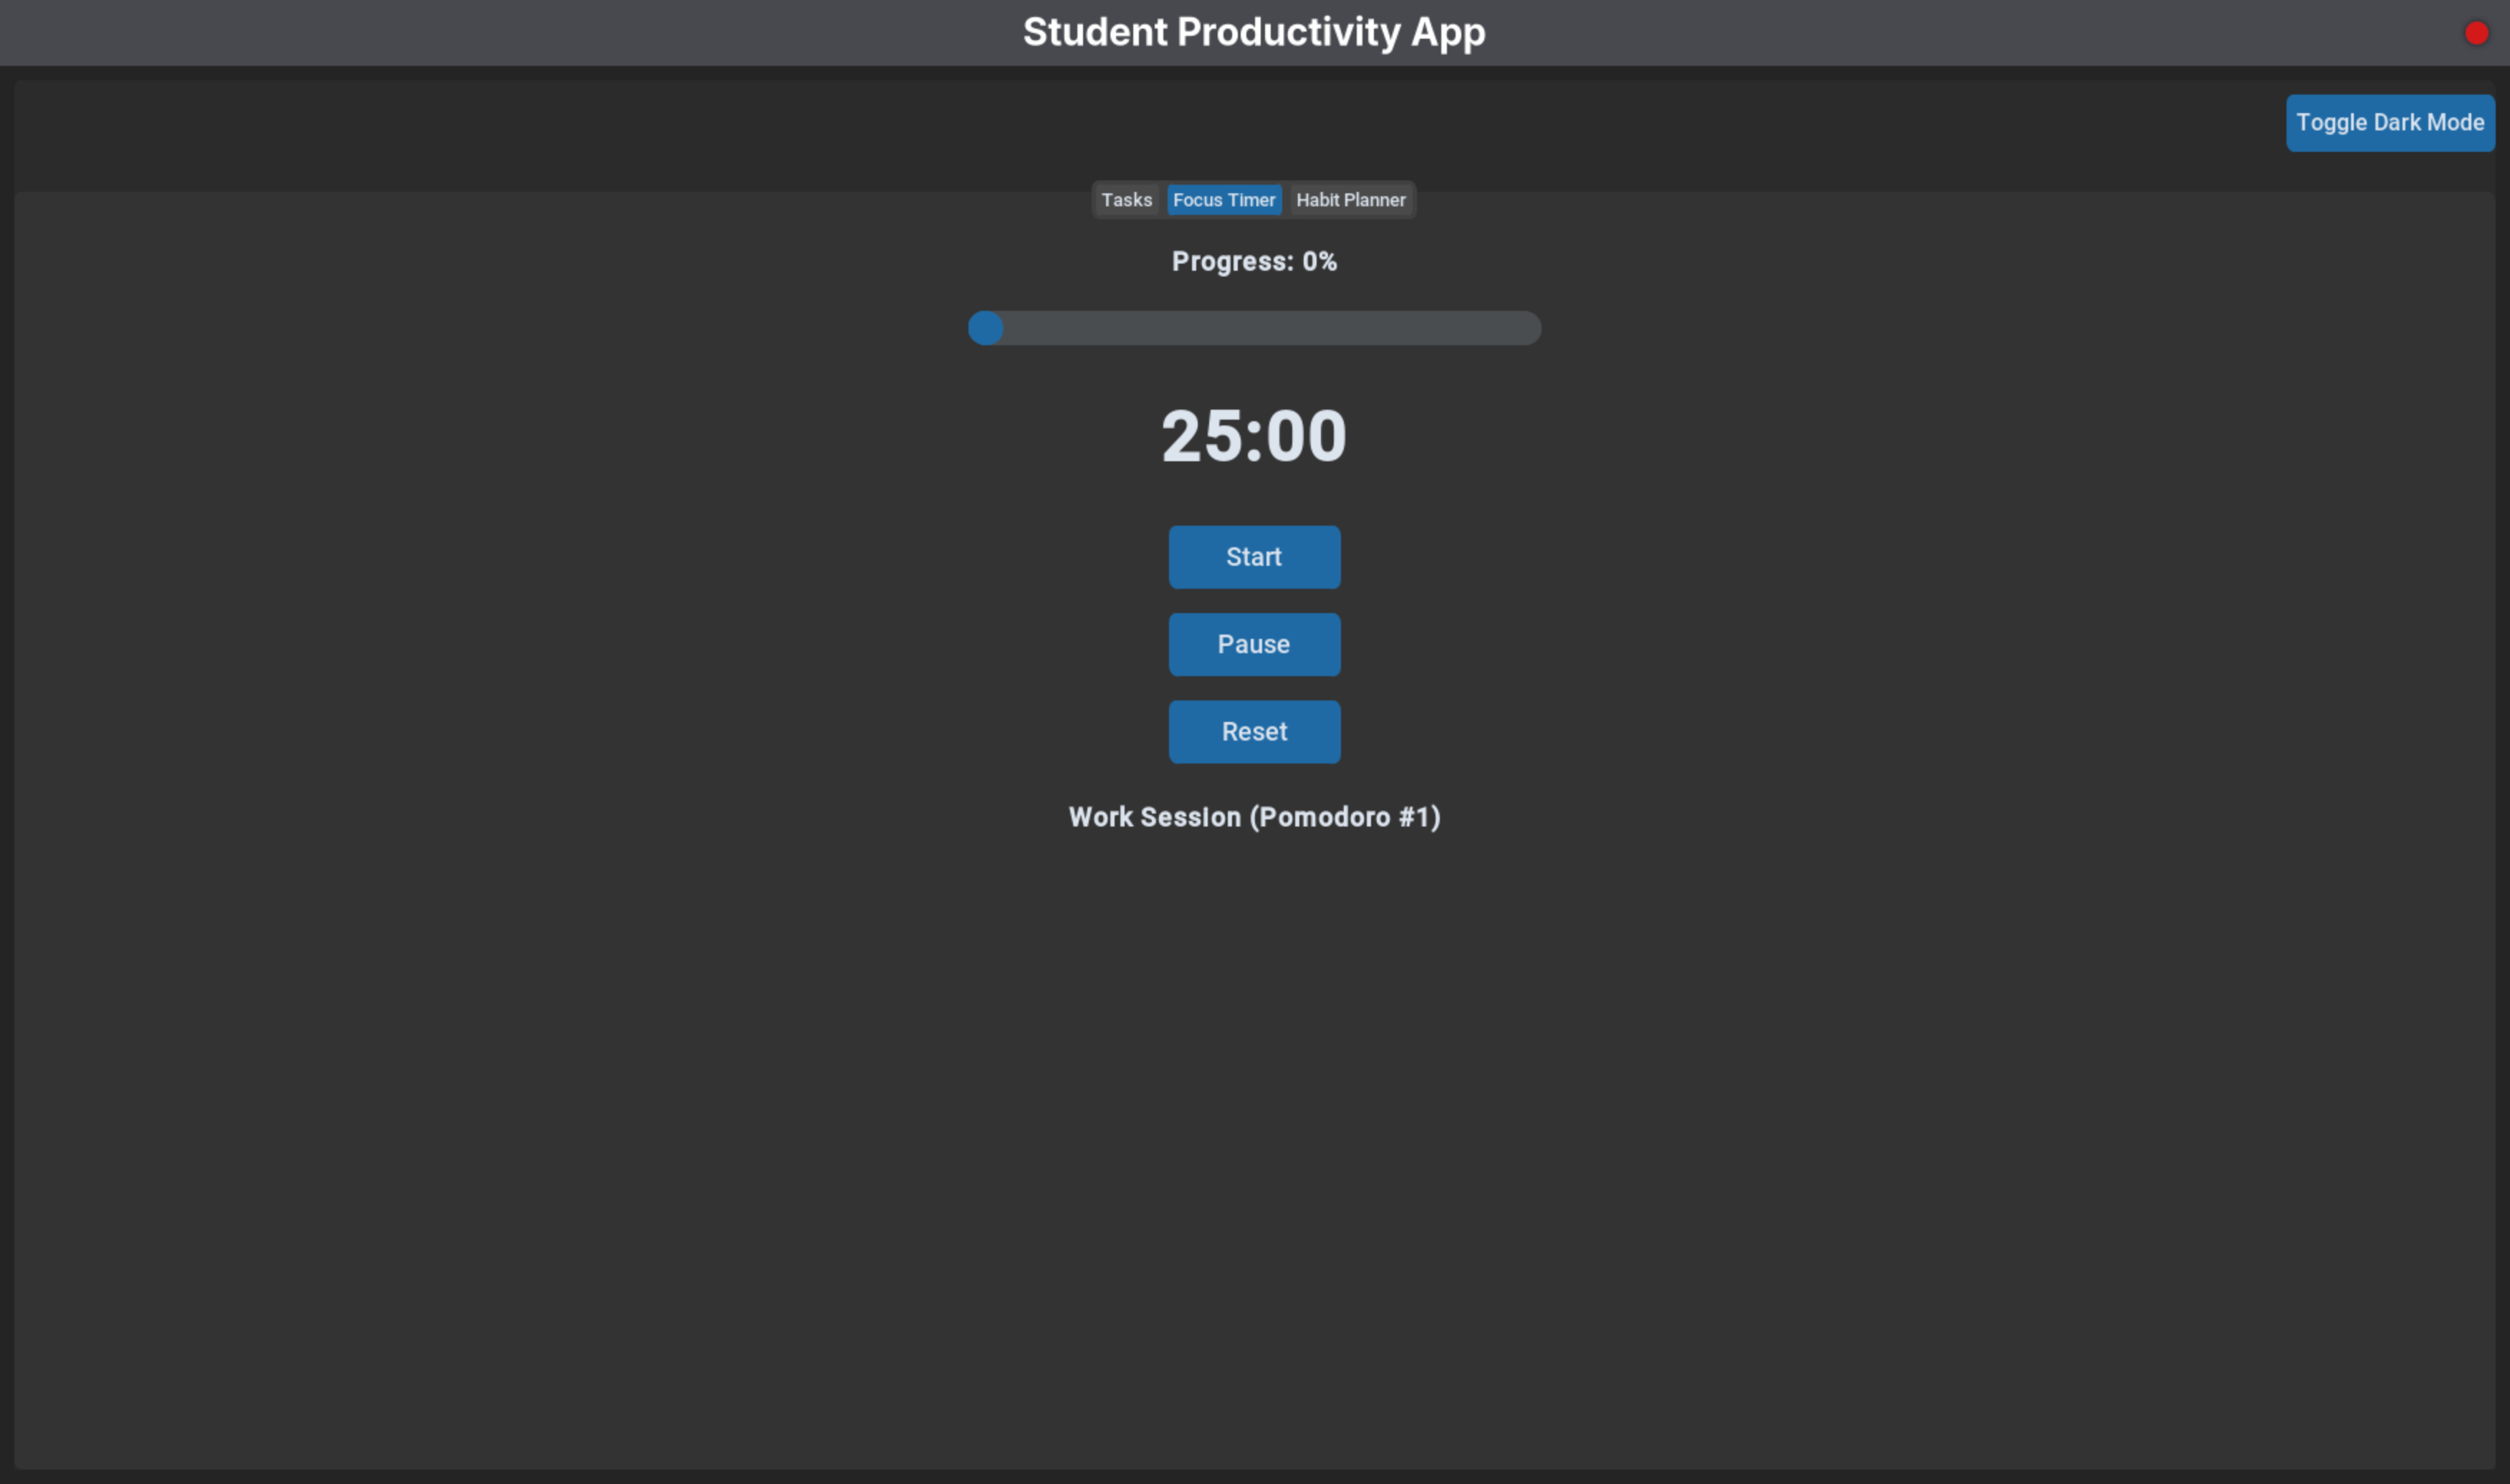 Student Productivity App
Toggle Dark Mode
Tasks Focus Timer Habit Planner
Progress: 0%
25:00
Start
Pause
Reset
Work Session (Pomodoro #1)